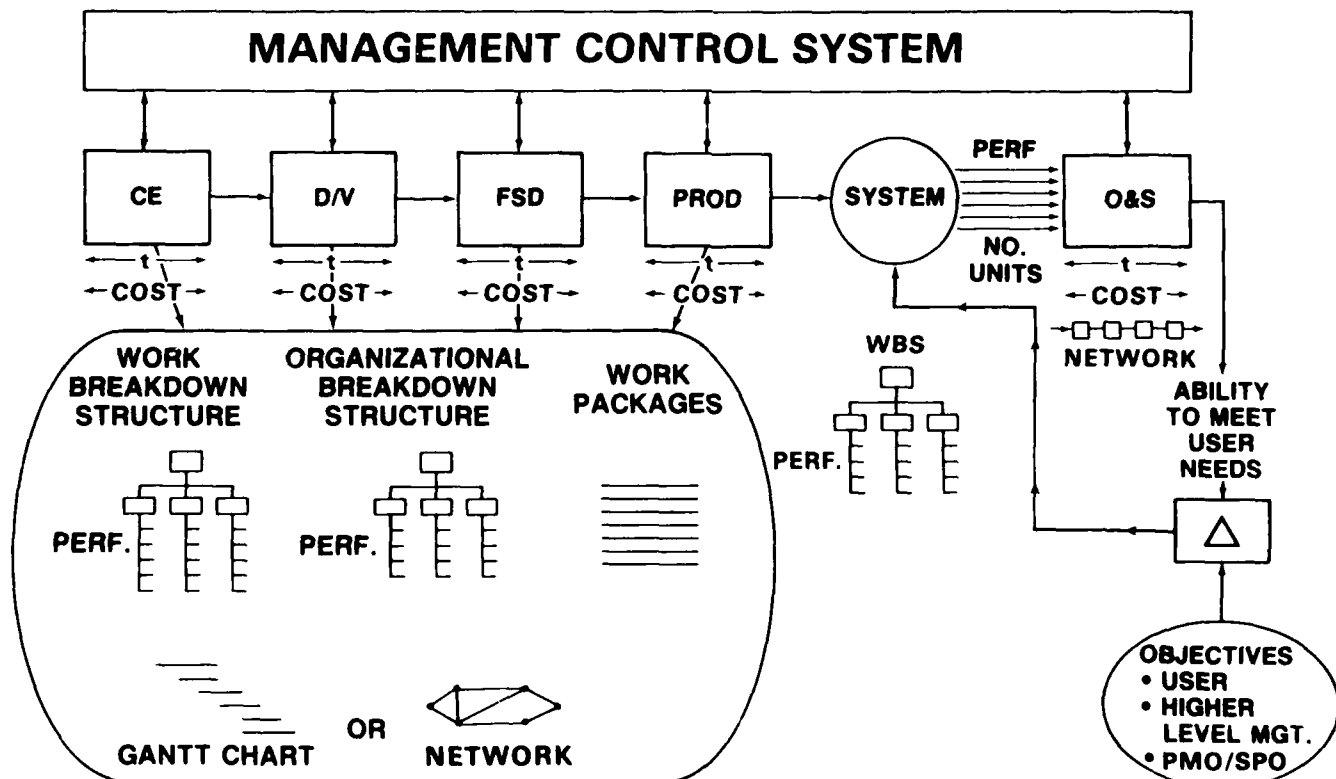 MANAGEMENT CONTROL SYSTEM
CE
D/V
FSD
PROD
SYSTEM
PERF
NO.
UNITS
O&S
t
COST
t
COST
t
COST
t
COST
t
COST
NETWORK
WORK
BREAKDOWN
STRUCTURE
ORGANIZATIONAL
BREAKDOWN
STRUCTURE
WORK
PACKAGES
PERF.
PERF.
GANTT CHART
OR
NETWORK
WBS
PERF.
ABILITY
TO MEET
USER
NEEDS
△
OBJECTIVES
• USER
• HIGHER
LEVEL MGT.
• PMO/SPO